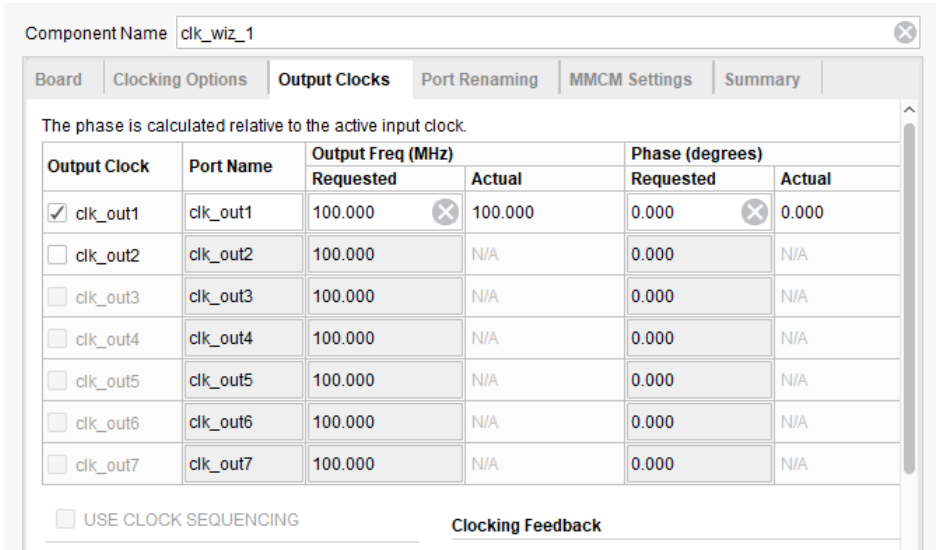 Component Name clk_wiz_1
Board Clocking Options Output Clocks Port Renaming MMCM Settings Summary
The phase is calculated relative to the active input clock.
Output Clock Port Name Output Freq (MHz) Phase (degrees)
Requested Actual Requested Actual
clk_out1 clk_out1 100.000 100.000 0.000 0.000
clk_out2 clk_out2 100.000 N/A 0.000 N/A
clk_out3 clk_out3 100.000 N/A 0.000 N/A
clk_out4 clk_out4 100.000 N/A 0.000 N/A
clk_out5 clk_out5 100.000 N/A 0.000 N/A
clk_out6 clk_out6 100.000 N/A 0.000 N/A
clk_out7 clk_out7 100.000 N/A 0.000 N/A
USE CLOCK SEQUENCING Clocking Feedback